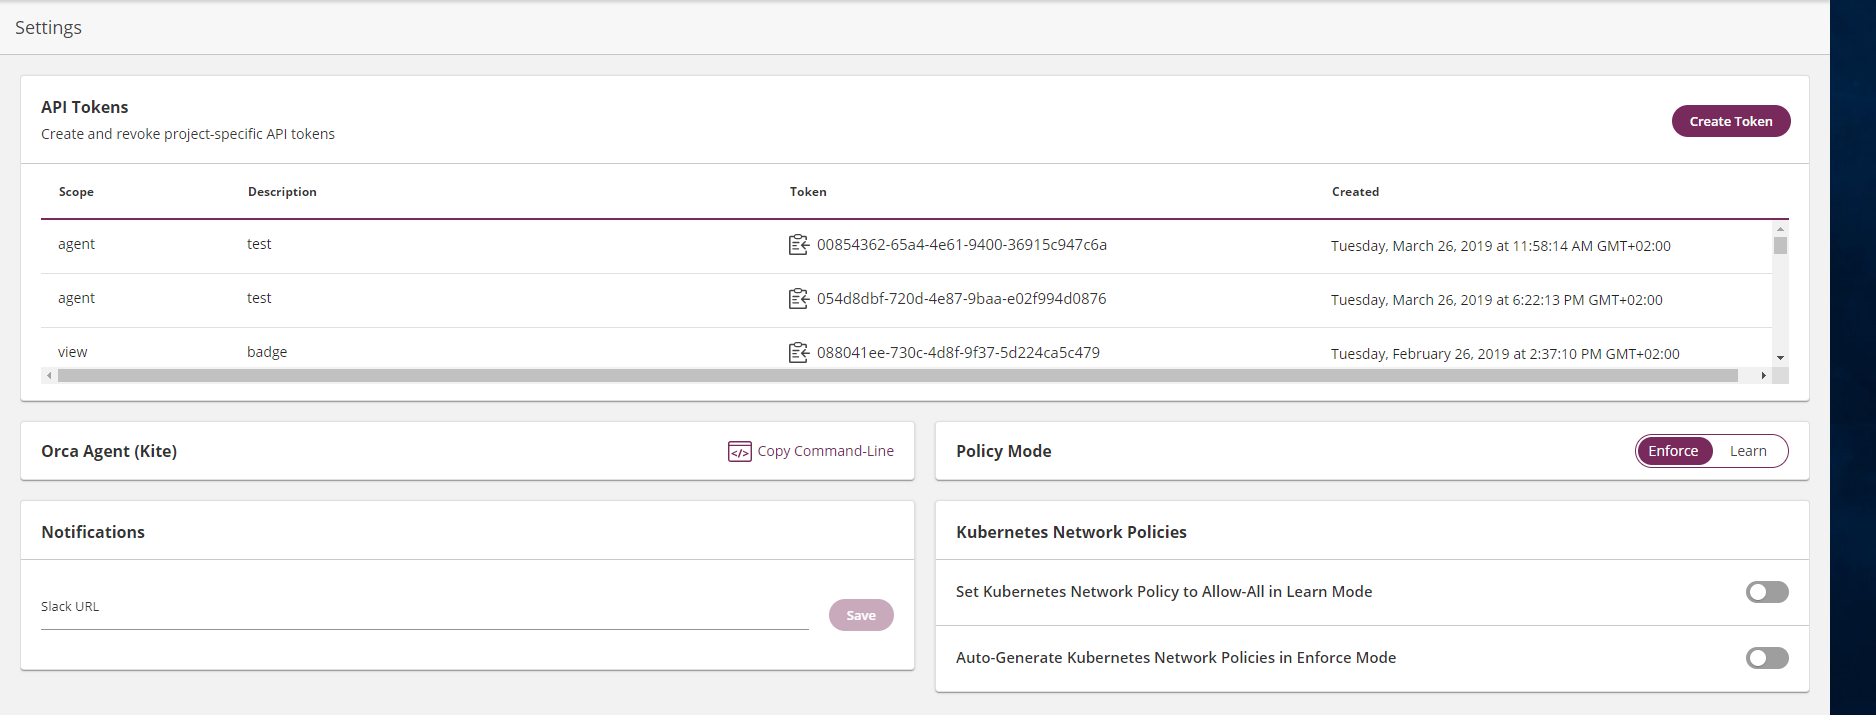 Settings
API Tokens
Create and revoke project-specific API tokens
Create Token
Scope Description Token Created
agent test 00854362-65a4-4e61-9400-36915c947c6a Tuesday, March 26, 2019 at 11:58:14 AM GMT+02:00
agent test 054d8dbf-720d-4e87-9baa-e02f994d0876 Tuesday, March 26, 2019 at 6:22:13 PM GMT+02:00
view badge 088041ee-730c-4d8f-9f37-5d224ca5c479 Tuesday, February 26, 2019 at 2:37:10 PM GMT+02:00
Orca Agent (Kite) </> Copy Command-Line
Policy Mode Enforce Learn
Notifications
Slack URL
Save
Kubernetes Network Policies
Set Kubernetes Network Policy to Allow-All in Learn Mode
Auto-Generate Kubernetes Network Policies in Enforce Mode